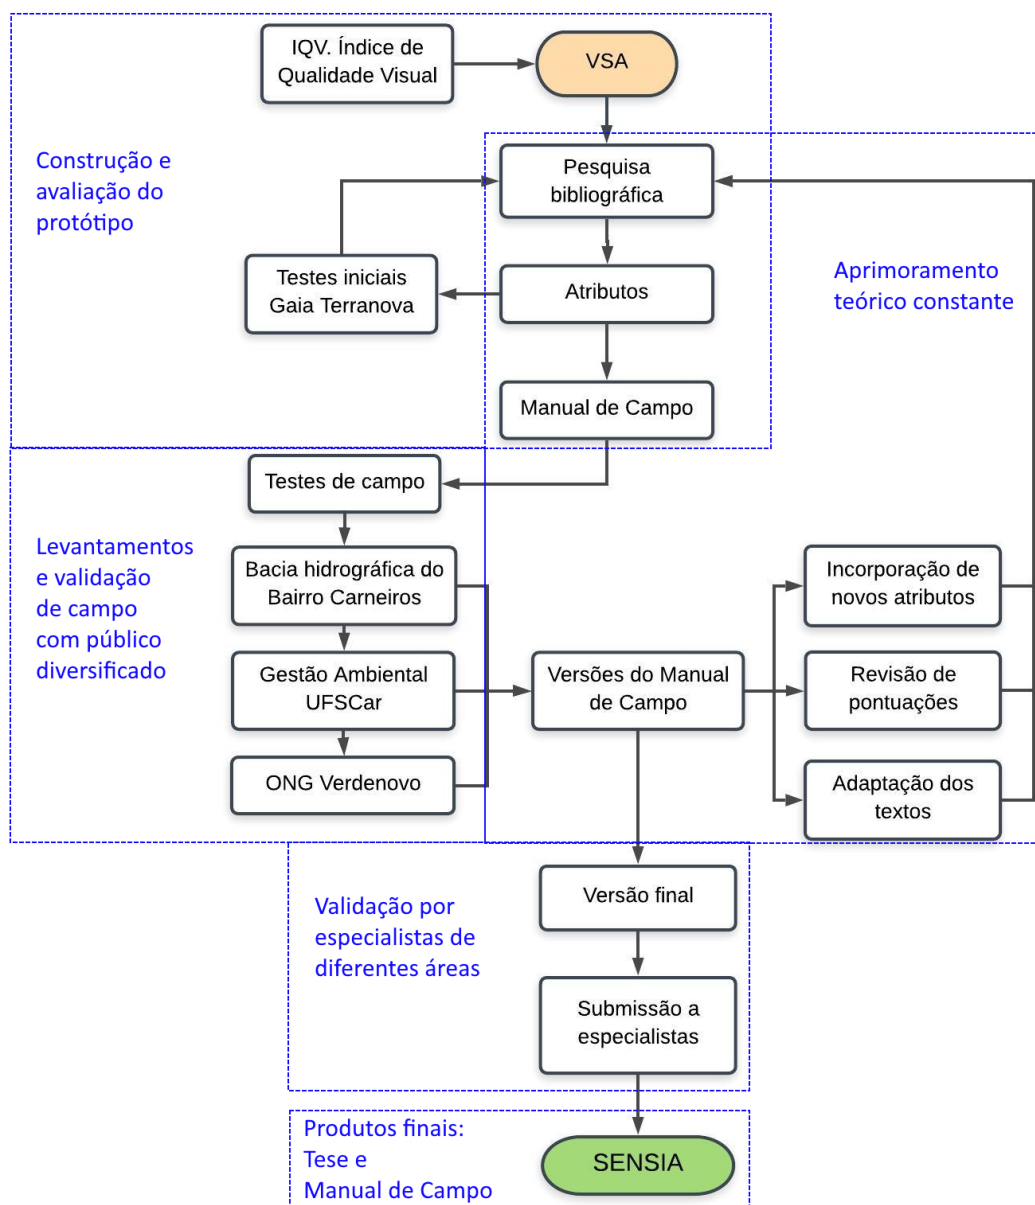 IQV. Índice de
Qualidade Visual
VSA
Construção e
avaliação do
protótipo
Pesquisa
bibliográfica
Testes iniciais
Gaia Terranova
Atributos
Aprimoramento
teórico constante
Manual de Campo
Testes de campo
Levantamentos
e validação
de campo
com público
diversificado
Bacia hidrográfica do
Bairro Carneiros
Gestão Ambiental
UFSCar
ONG Verdenovo
Versões do Manual
de Campo
Incorporação de
novos atributos
Revisão de
pontuações
Adaptação dos
textos
Validação por
especialistas de
diferentes áreas
Versão final
Submissão a
especialistas
Produtos finais:
Tese e
Manual de Campo
SENSIA